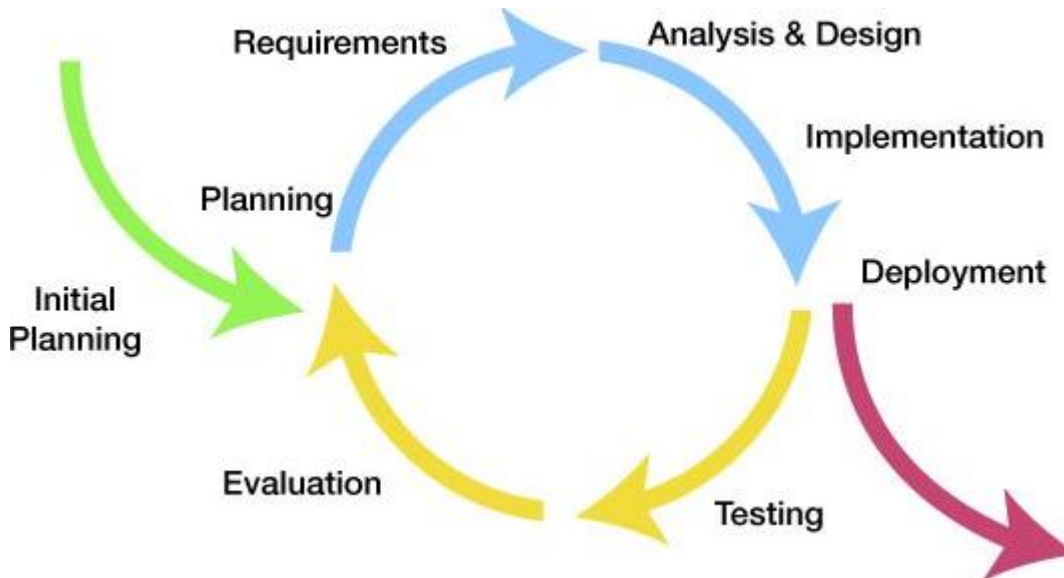 Requirements
Analysis & Design
Implementation
Planning
Deployment
Initial
Planning
Evaluation
Testing